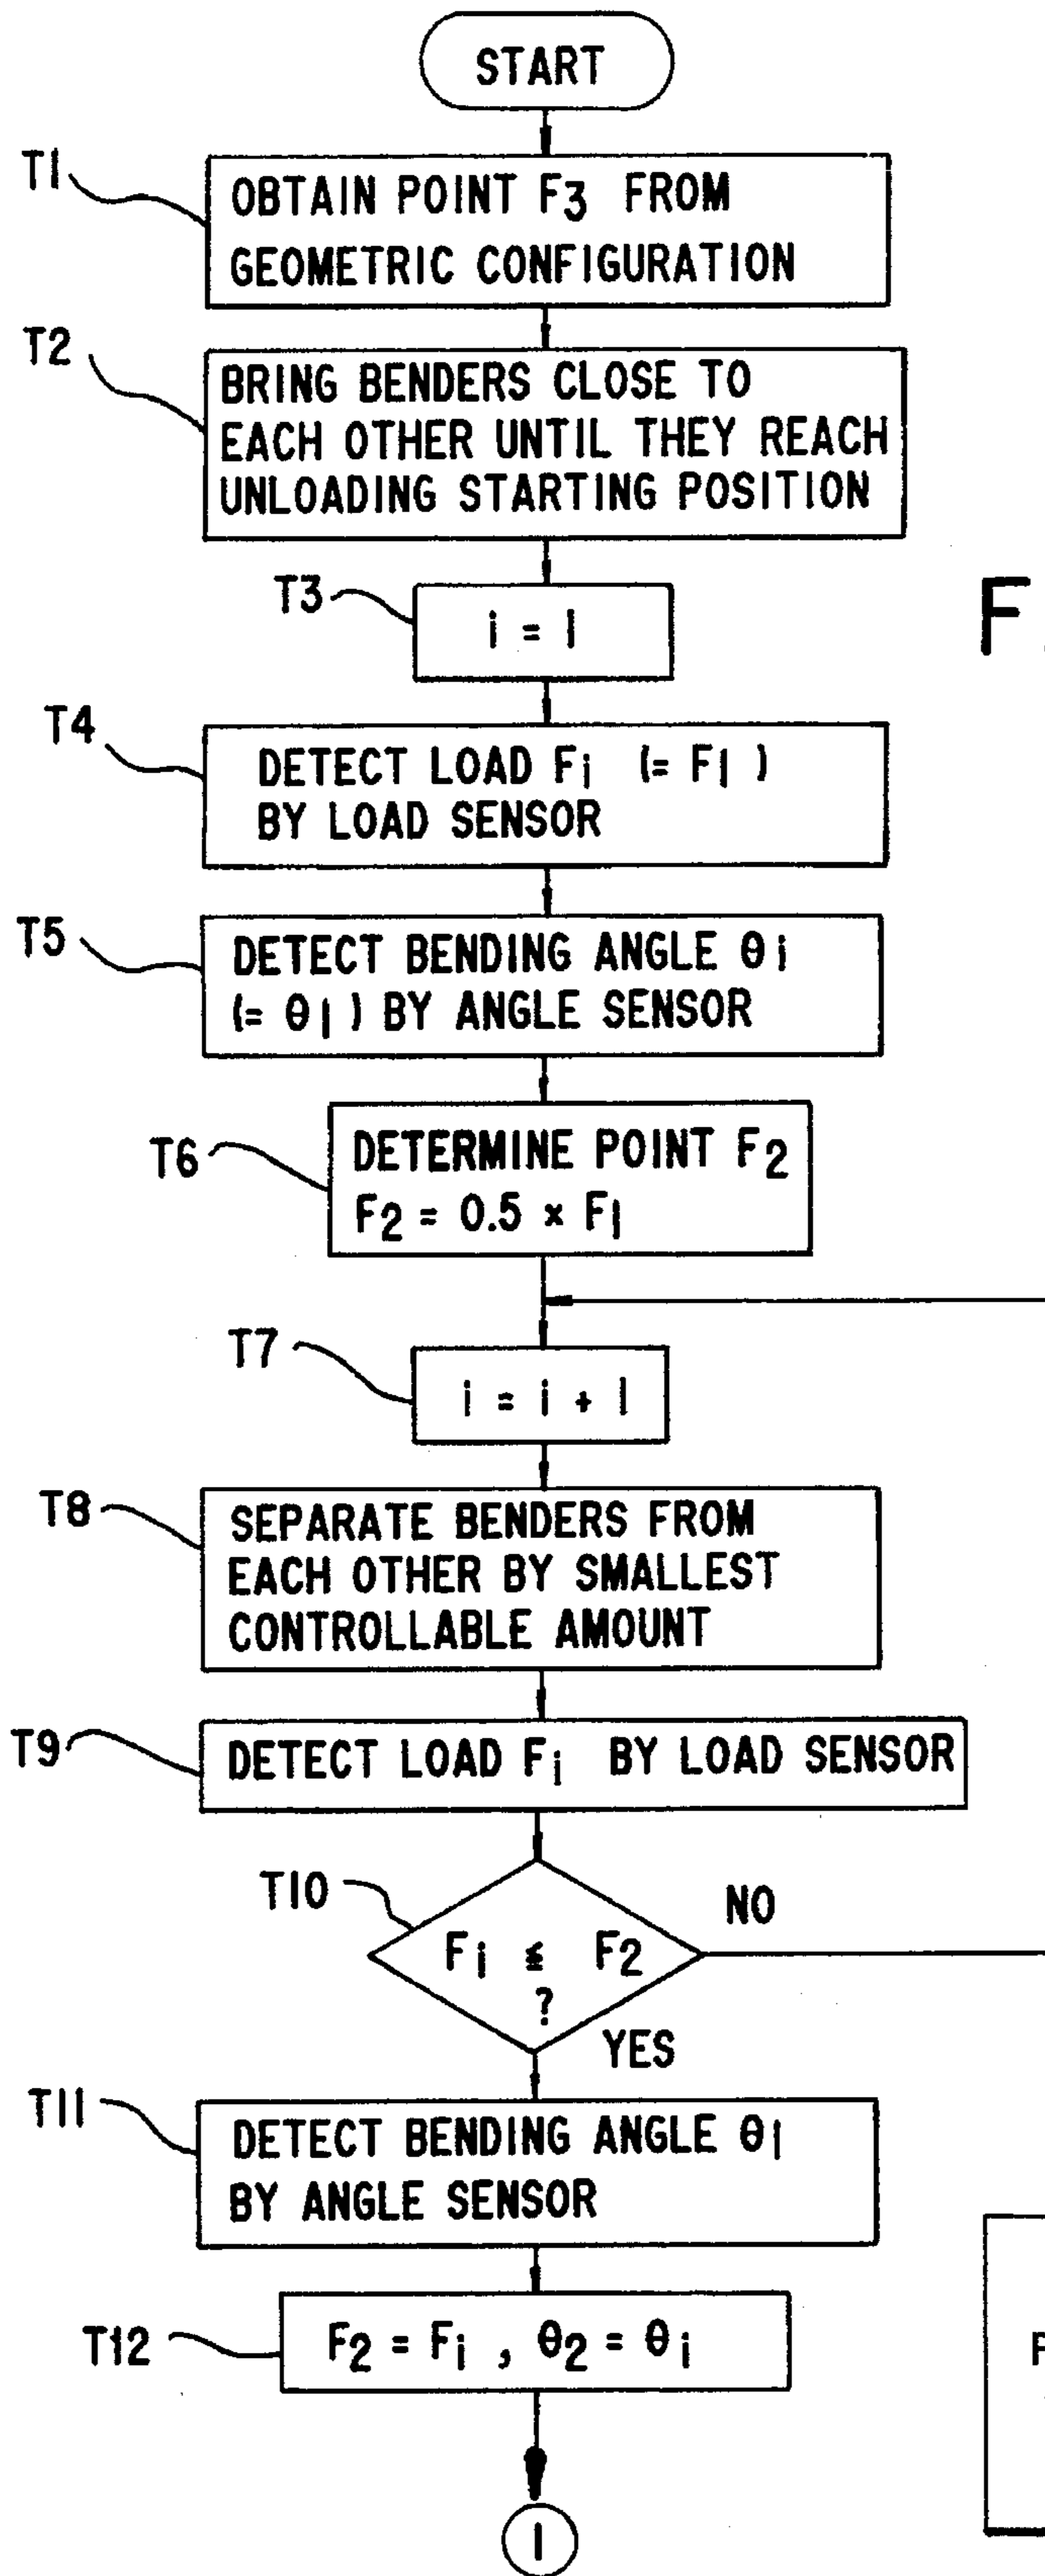 START
T1
OBTAIN POINT F3 FROM
GEOMETRIC CONFIGURATION
T2
BRING BENDERS CLOSE TO
EACH OTHER UNTIL THEY REACH
UNLOADING STARTING POSITION
T3
i = 1
F
T4
DETECT LOAD Fi (= F1)
BY LOAD SENSOR
T5
DETECT BENDING ANGLE θi
(= θ1) BY ANGLE SENSOR
T6
DETERMINE POINT F2
F2 = 0.5 × F1
T7
i = i + 1
T8
SEPARATE BENDERS FROM
EACH OTHER BY SMALLEST
CONTROLLABLE AMOUNT
T9
DETECT LOAD Fi BY LOAD SENSOR
T10
Fi ≦ F2
?
NO
YES
T11
DETECT BENDING ANGLE θi
BY ANGLE SENSOR
T12
F2 = Fi , θ2 = θi
1